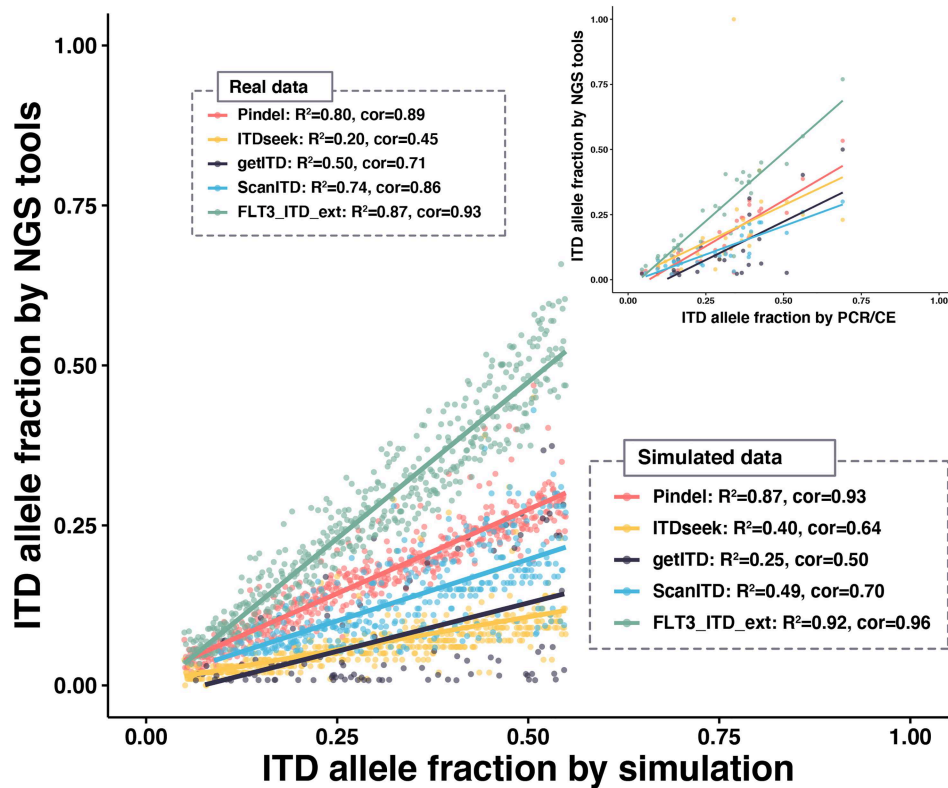 ITD allele fraction by NGS tools
1.00
0.75
0.50
0.25
0.00
0.00
0.25
0.50
0.75
1.00
ITD allele fraction by simulation
Real data
Pindel: R²=0.80, cor=0.89
ITDseek: R²=0.20, cor=0.45
getITD: R²=0.50, cor=0.71
ScanITD: R²=0.74, cor=0.86
FLT3_ITD_ext: R²=0.87, cor=0.93
ITD allele fraction by NGS tools
1.00
0.75
0.50
0.25
0.00
0.00
0.25
0.50
0.75
1.00
ITD allele fraction by PCR/CE
Simulated data
Pindel: R²=0.87, cor=0.93
ITDseek: R²=0.40, cor=0.64
getITD: R²=0.25, cor=0.50
ScanITD: R²=0.49, cor=0.70
FLT3_ITD_ext: R²=0.92, cor=0.96